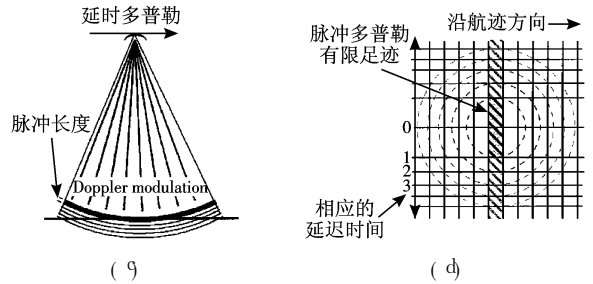 延时多普勒
脉冲长度
Doppler modulation
(c)
沿航迹方向
脉冲多普勒
有限足迹
0
1
2
3
相应的
延迟时间
(d)